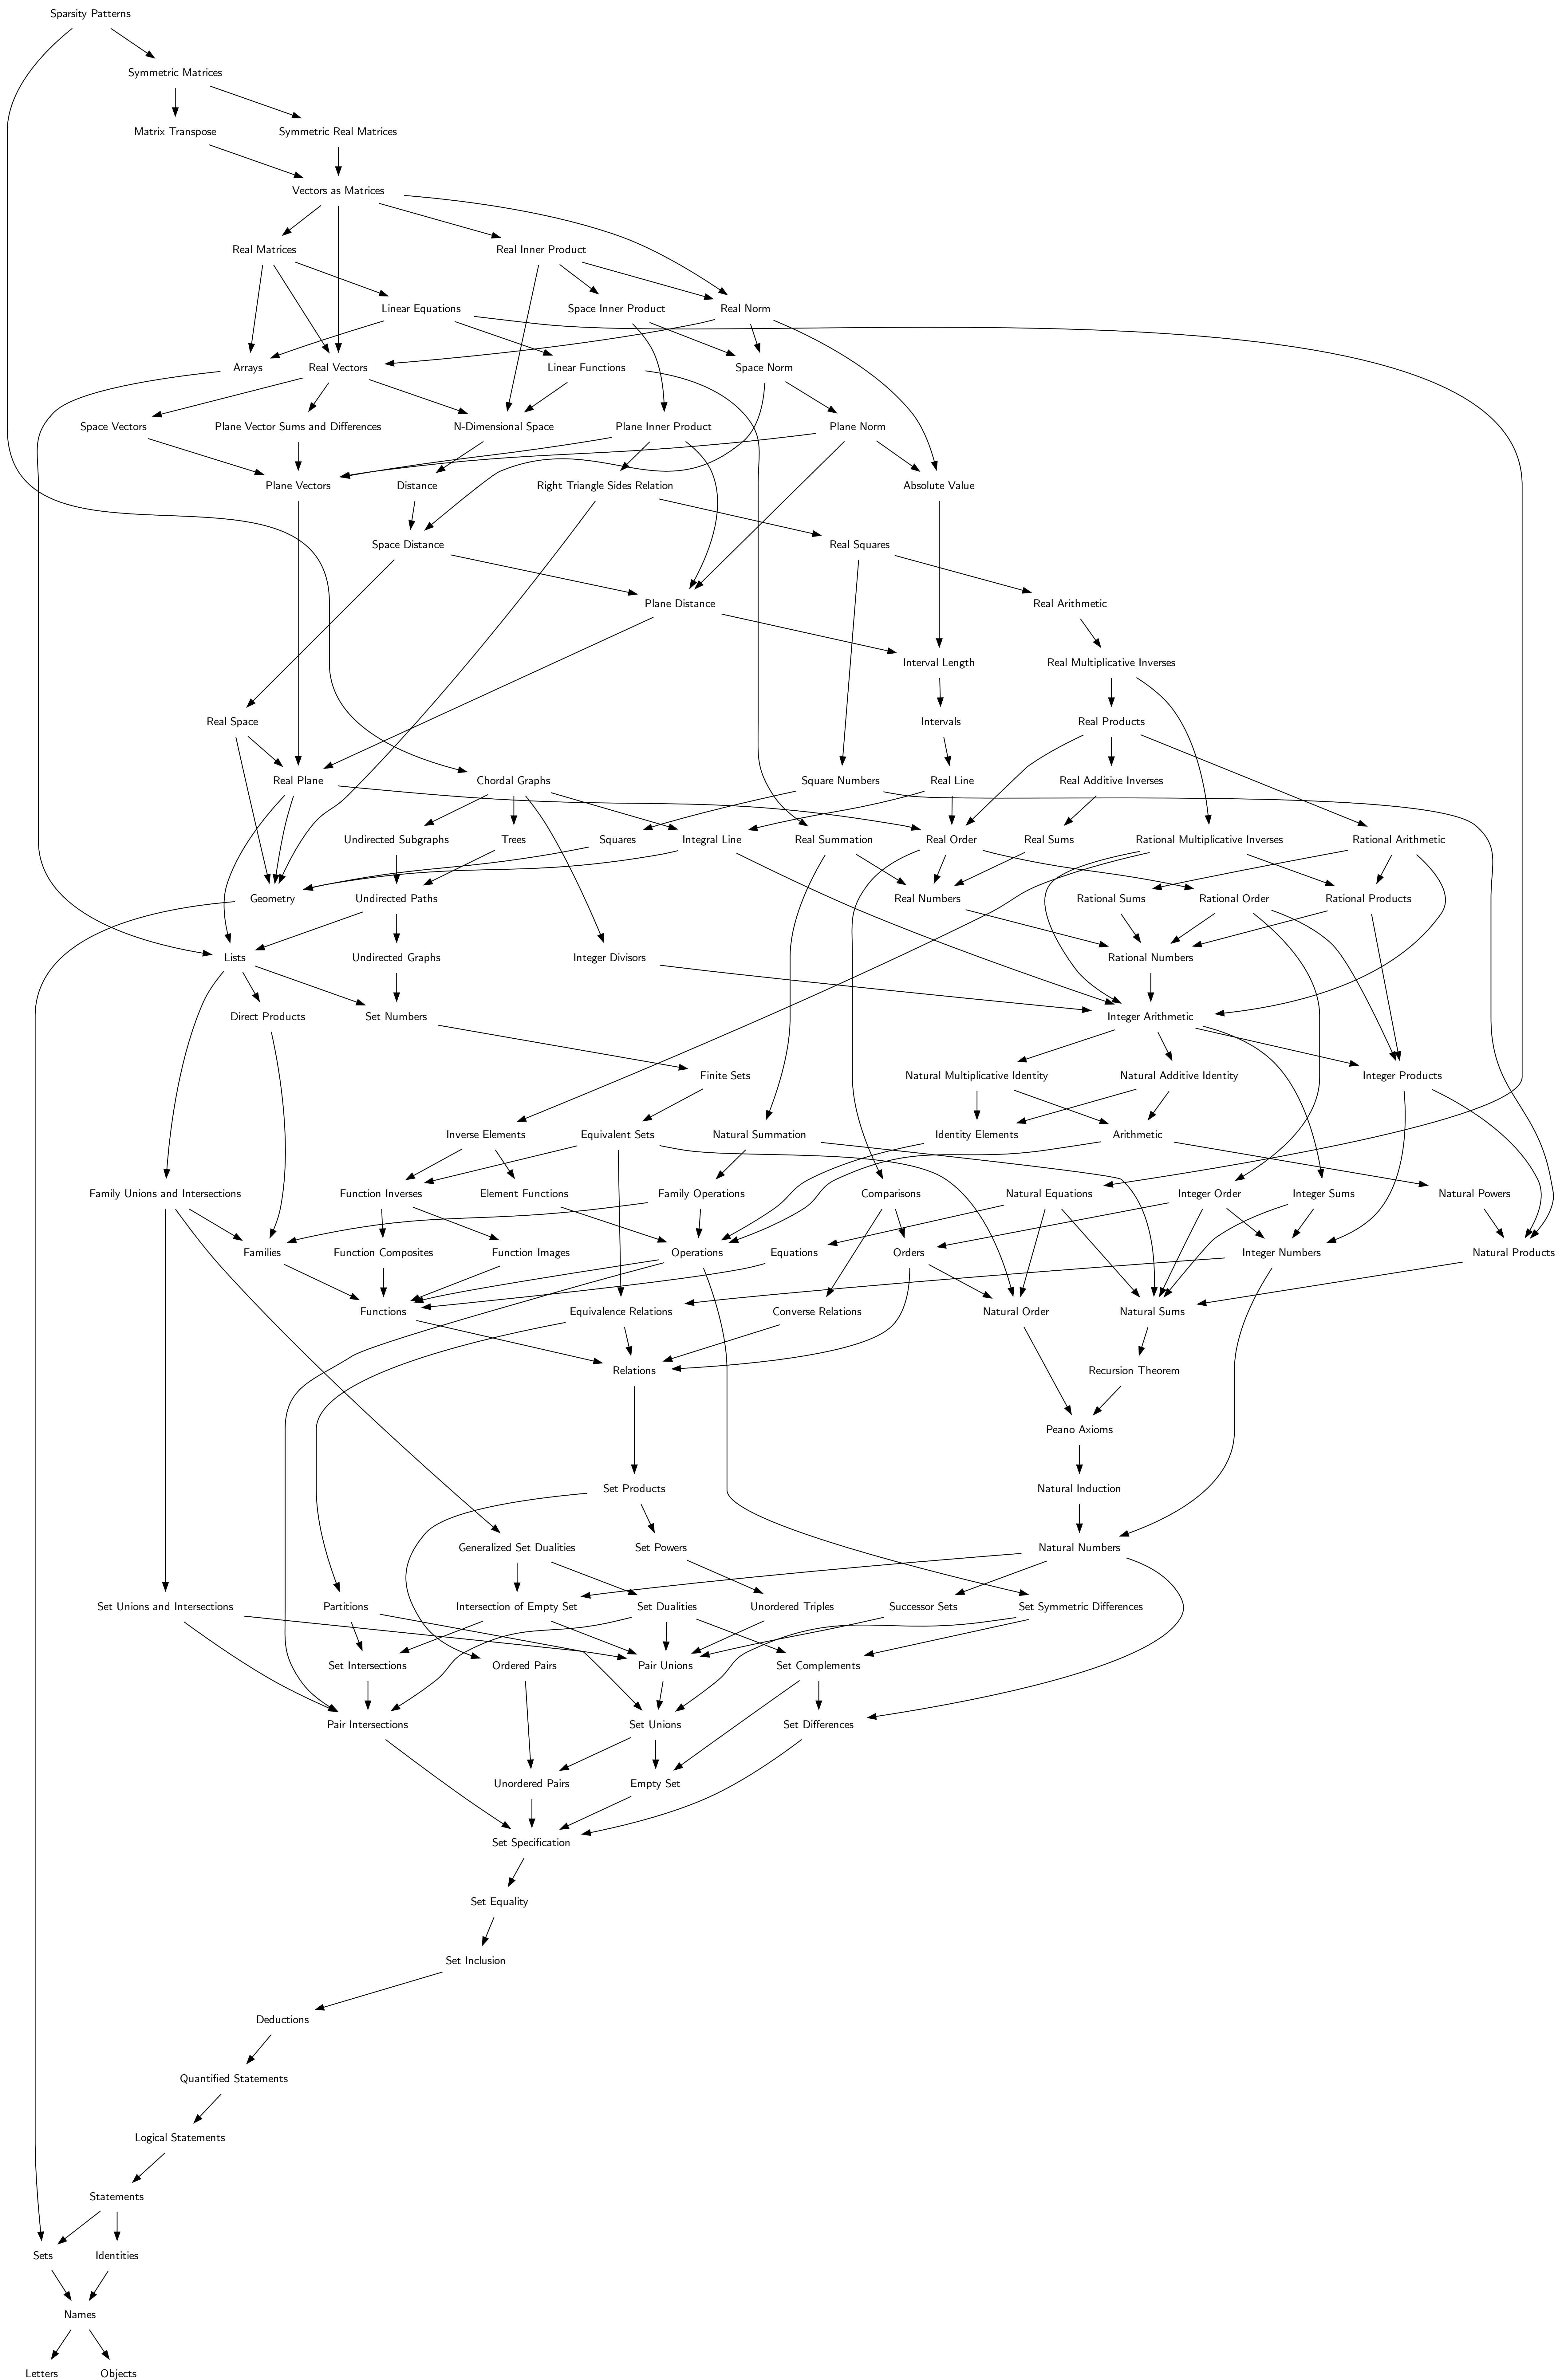 Sparsity Patterns
Symmetric Matrices
Matrix Transpose
Symmetric Real Matrices
Vectors as Matrices
Real Matrices
Real Inner Product
Linear Equations
Space Inner Product
Real Norm
Arrays
Real Vectors
Linear Functions
Space Norm
Space Vectors
Plane Vector Sums and Differences
N-Dimensional Space
Plane Inner Product
Plane Norm
Plane Vectors
Distance
Right Triangle Sides Relation
Absolute Value
Space Distance
Real Squares
Plane Distance
Real Arithmetic
Interval Length
Real Multiplicative Inverses
Real Space
Intervals
Real Products
Real Plane
Chordal Graphs
Square Numbers
Real Line
Real Additive Inverses
Undirected Subgraphs
Trees
Squares
Integral Line
Real Summation
Real Order
Real Sums
Rational Multiplicative Inverses
Rational Arithmetic
Geometry
Undirected Paths
Real Numbers
Rational Sums
Rational Order
Rational Products
Lists
Undirected Graphs
Integer Divisors
Rational Numbers
Direct Products
Set Numbers
Integer Arithmetic
Finite Sets
Natural Multiplicative Identity
Natural Additive Identity
Integer Products
Inverse Elements
Equivalent Sets
Natural Summation
Identity Elements
Arithmetic
Family Unions and Intersections
Function Inverses
Element Functions
Family Operations
Comparisons
Natural Equations
Integer Order
Integer Sums
Natural Powers
Families
Function Composites
Function Images
Operations
Equations
Orders
Integer Numbers
Natural Products
Functions
Equivalence Relations
Converse Relations
Natural Order
Natural Sums
Relations
Recursion Theorem
Peano Axioms
Set Products
Natural Induction
Generalized Set Dualities
Set Powers
Natural Numbers
Set Unions and Intersections
Partitions
Intersection of Empty Set
Set Dualities
Unordered Triples
Successor Sets
Set Symmetric Differences
Set Intersections
Ordered Pairs
Pair Unions
Set Complements
Pair Intersections
Set Unions
Set Differences
Unordered Pairs
Empty Set
Set Specification
Set Equality
Set Inclusion
Deductions
Quantified Statements
Logical Statements
Statements
Sets
Identities
Names
Letters
Objects